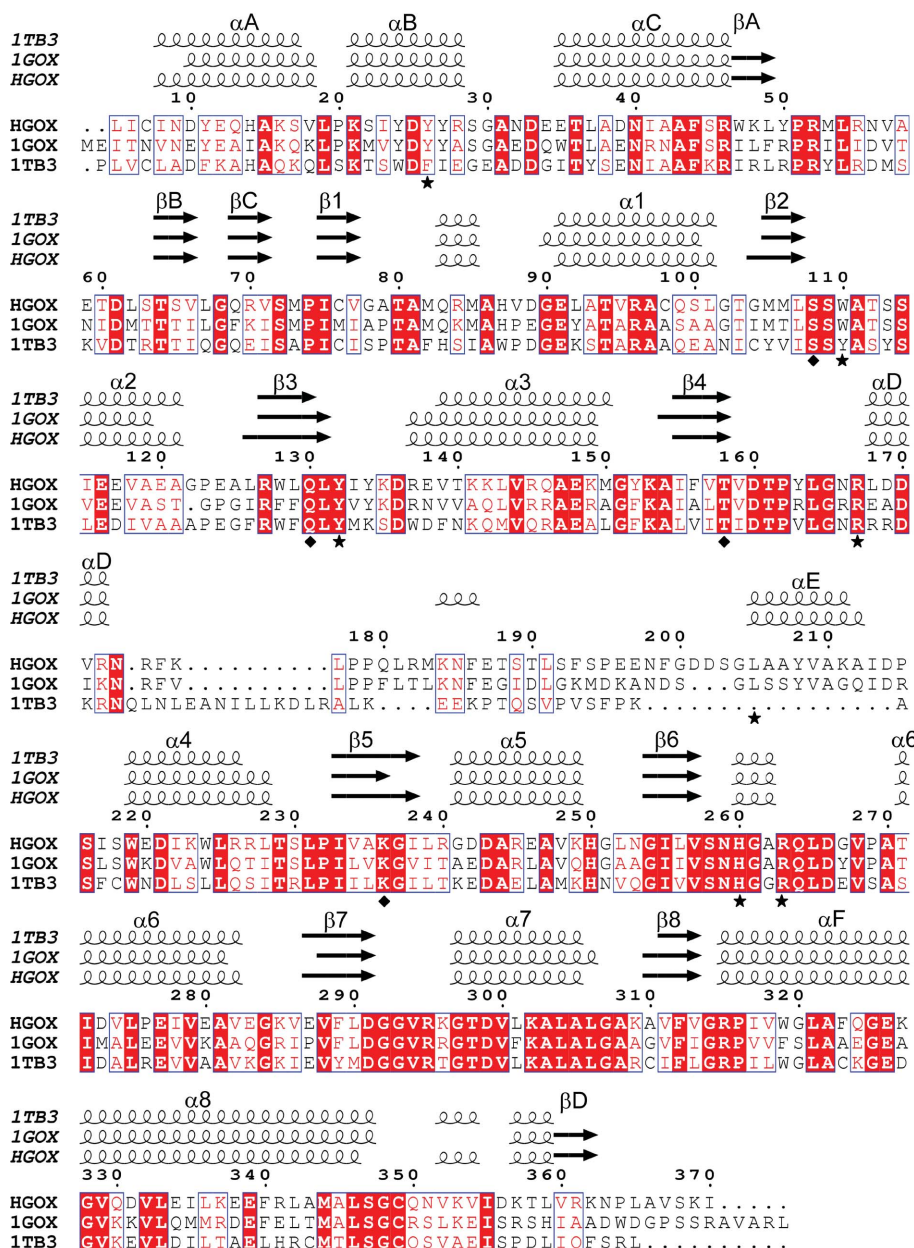 αA αB αC βA
1TB3
1GOX
HGOX
10 20 30 40 50
HGOX ..LICINDYEQHAKSVLPKSIYDYYRSGANDEETLADNIAAFSRWKLYPRMLRNVA
1GOX MEITNVNEYEAIAKQKLPKMVYDYYASGAEDQWTLAENRNAFSRILFRPRILIDVT
1TB3 .PLVCLADFKAHAQKQLSKTSWDFIEGEADDGITYSENIAAFKRIRLRPRYLRDMS
βB βC β1 α1 β2
1TB3
1GOX
HGOX
60 70 80 90 100 110
HGOX ETDLSTSVLGQRVSMPICVGATAMQRMAHVDGELATVRACQSLGTGMMLSSWATSS
1GOX NIDMTTTILGFKISMPIMIAPTAMQKMAHPEGEYATARAASAAGTIMTLSSWATSS
1TB3 KVDTRTTIQGQEISAPICISPTAFHSIAWPDGEKSTARAAQEANICYVISSYASYS
α2 β3 α3 β4 αD
1TB3
1GOX
HGOX
120 130 140 150 160 170
HGOX IEEVAEAGPEALRWLQLYIYKDREVTKKLVRQAEKMGYKAIFVTVDTPYLGNRLDD
1GOX VEEVAST.GPGIRFFQLYVYKDRNVVAQLVRRAERAGFKAIALTVDTPRLGRREAD
1TB3 LEDIVAAAPEGFRWFQLYMKSDWDFNKQMVQRAEALGFKALVITIDTPVLGNRRRD
αD αE
1TB3
1GOX
HGOX
180 190 200 210
HGOX VRN.RFK..........LPPQLRMKNFETSTLSFSPEENFGDDSGLAAYVAKAIDP
1GOX IKN.RFV..........LPPFLTLKNFEGIDLGKMDKANDS...GLSSYVAGQIDR
1TB3 KRNQLNLEANILLKDLRALK....EEKPTQSVPVSFPK.................A
α4 β5 α5 β6 α6
1TB3
1GOX
HGOX
220 230 240 250 260 270
HGOX SISWEDIKWLRRLTSLPIVAKGILRGDDAREAVKHGLNGILVSNHGARQLDGVPAT
1GOX SLSWKDVAWLQTITSLPILVKGVITAEDARLAVQHGAAGIIVSNHGARQLDYVPAT
1TB3 SFCWNDLSLLQSITRLPIILKGILTKEDAELAMKHNVQGIVVSNHGGRQLDEVSAS
α6 β7 α7 β8 αF
1TB3
1GOX
HGOX
280 290 300 310 320
HGOX IDVLPEIVEAVEGKVEVFLDGGVRKGTDVLKALALGAKAVFVGRPIVWGLAFQGEK
1GOX IMALEEVVKAAQGRIPVFLDGGVRRGTDVFKALALGAAGVFIGRPVVFSLAAEGEA
1TB3 IDALREVVAAVKGKIEVYMDGGVRTGTDVLKALALGARCIFLGRPILWGLACKGED
α8 βD
1TB3
1GOX
HGOX
330 340 350 360 370
HGOX GVQDVLEILKEEFRLAMALSGCQNVKVIDKTLVRKNPLAVSKI.....
1GOX GVKKVLQMMRDEFELTMALSGCRSLKEISRSHIAADWDGPSSRAVARL
1TB3 GVKEVLDILTAELHRCMTLSGCQSVAEISPDLIQFSRL..........